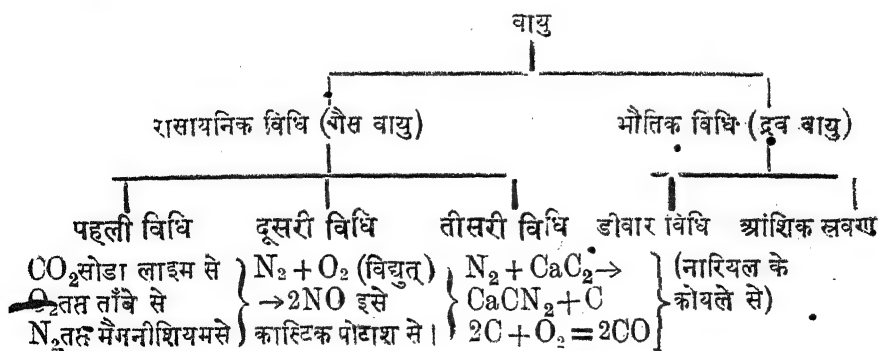 वायु
रासायनिक विधि (गैस वायु) भौतिक विधि (द्रव वायु)
पहली विधि दूसरी विधि तीसरी विधि डीवार विधि आंशिक स्रवण
CO₂सोडा लाइम से } N₂ + O₂ (विद्युत्) } N₂ + CaC₂→ } (नारियल के
O₂तप्त ताँबे से } →2NO इसे } CaCN₂ + C } कोयले से)
N₂तप्त मैगनीशियमसे } कास्टिक पोटाश से। } 2C + O₂ = 2CO